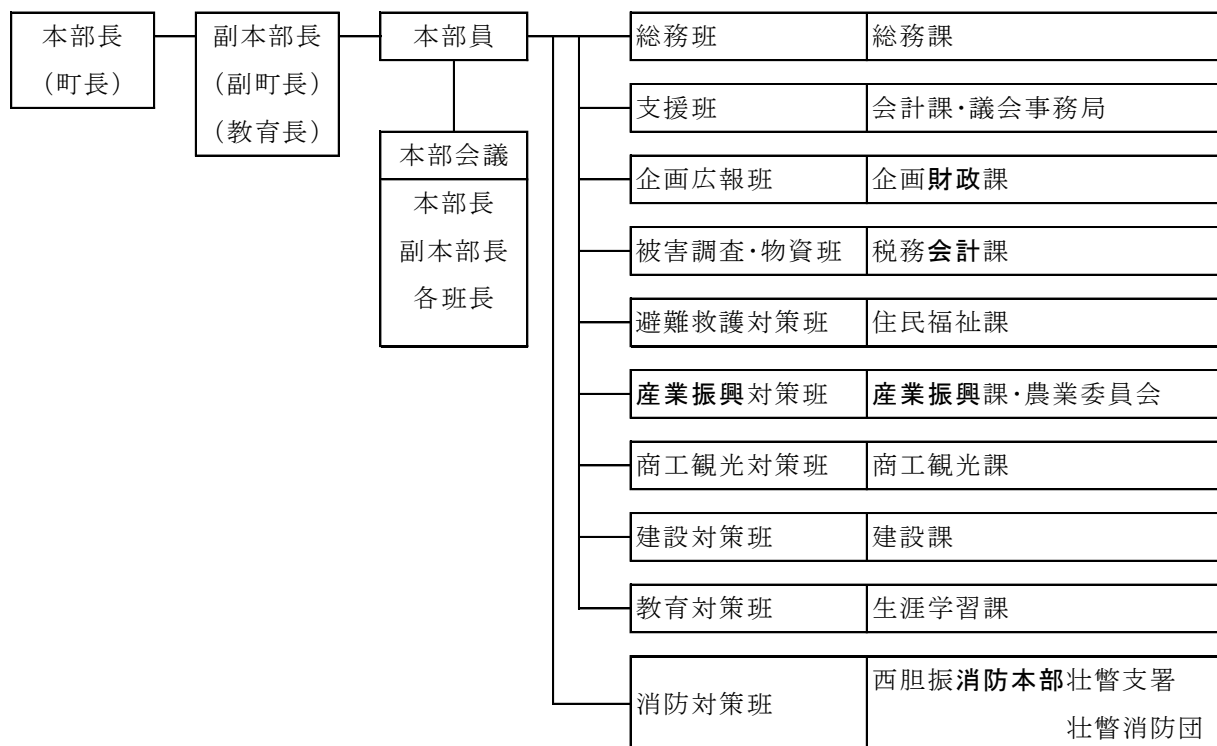 本部長
（町長）
副本部長
（副町長）
（教育長）
本部員
本部会議
本部長
副本部長
各班長
総務班 総務課
支援班 会計課・議会事務局
企画広報班 企画財政課
被害調査・物資班 税務会計課
避難救護対策班 住民福祉課
産業振興対策班 産業振興課・農業委員会
商工観光対策班 商工観光課
建設対策班 建設課
教育対策班 生涯学習課
消防対策班 西胆振消防本部壮瞥支署
壮瞥消防団